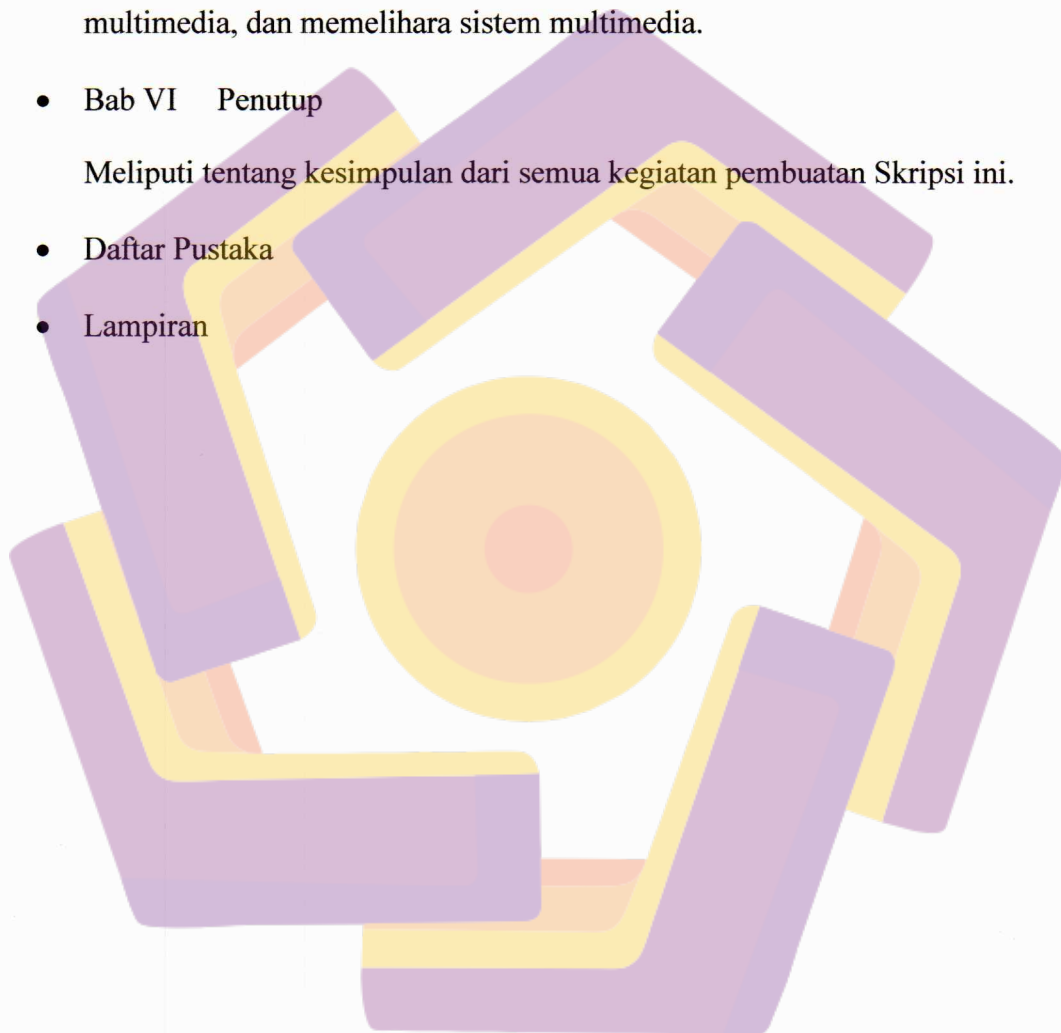 multimedia, dan memelihara sistem multimedia.
• Bab VI Penutup
Meliputi tentang kesimpulan dari semua kegiatan pembuatan Skripsi ini.
• Daftar Pustaka
• Lampiran